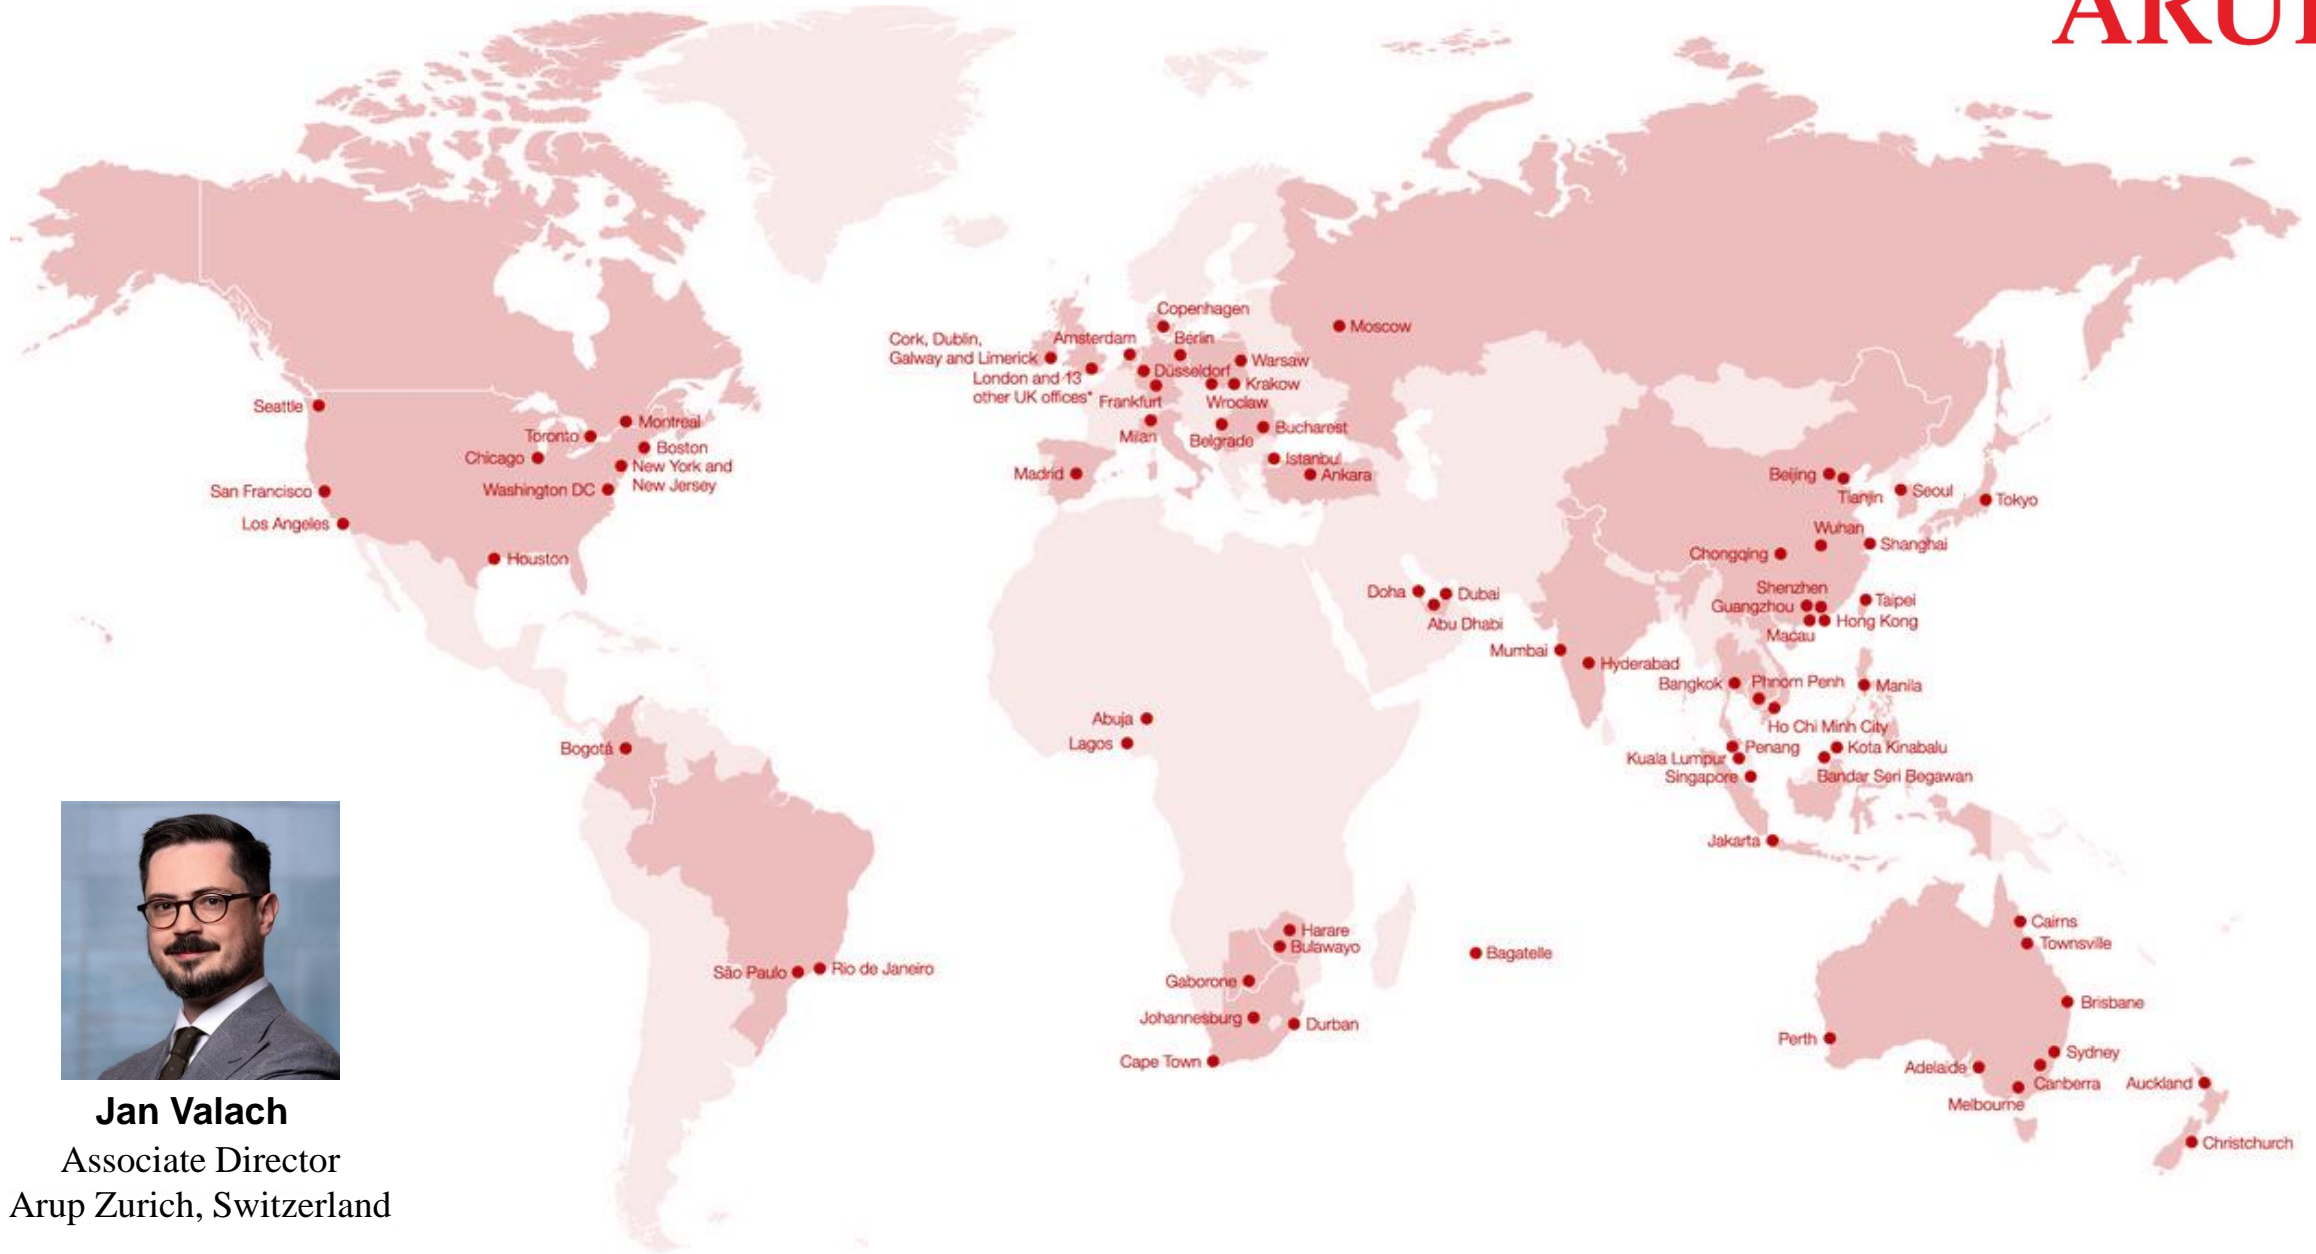 ARUP
Copenhagen
Moscow
Cork, Dublin,
Galway and Limerick
Amsterdam
Berlin
Warsaw
London and 13
other UK offices*
Düsseldorf
Krakow
Frankfurt
Wroclaw
Milan
Belgrade
Bucharest
Istanbul
Madrid
Ankara
Seattle
Montreal
Toronto
Boston
Chicago
New York and
New Jersey
Washington DC
San Francisco
Los Angeles
Houston
Beijing
Tianjin
Seoul
Tokyo
Wuhan
Chongqing
Shanghai
Shenzhen
Guangzhou
Taipei
Macau
Hong Kong
Doha
Dubai
Abu Dhabi
Mumbai
Hyderabad
Bangkok
Phnom Penh
Manila
Ho Chi Minh City
Penang
Kota Kinabalu
Kuala Lumpur
Singapore
Bandar Seri Begawan
Jakarta
Abuja
Lagos
Bogotá
São Paulo
Rio de Janeiro
Harare
Bulawayo
Bagatelle
Gaborone
Johannesburg
Durban
Cape Town
Cairns
Townsville
Brisbane
Perth
Sydney
Adelaide
Canberra
Melbourne
Auckland
Christchurch
Jan Valach
Associate Director
Arup Zurich, Switzerland